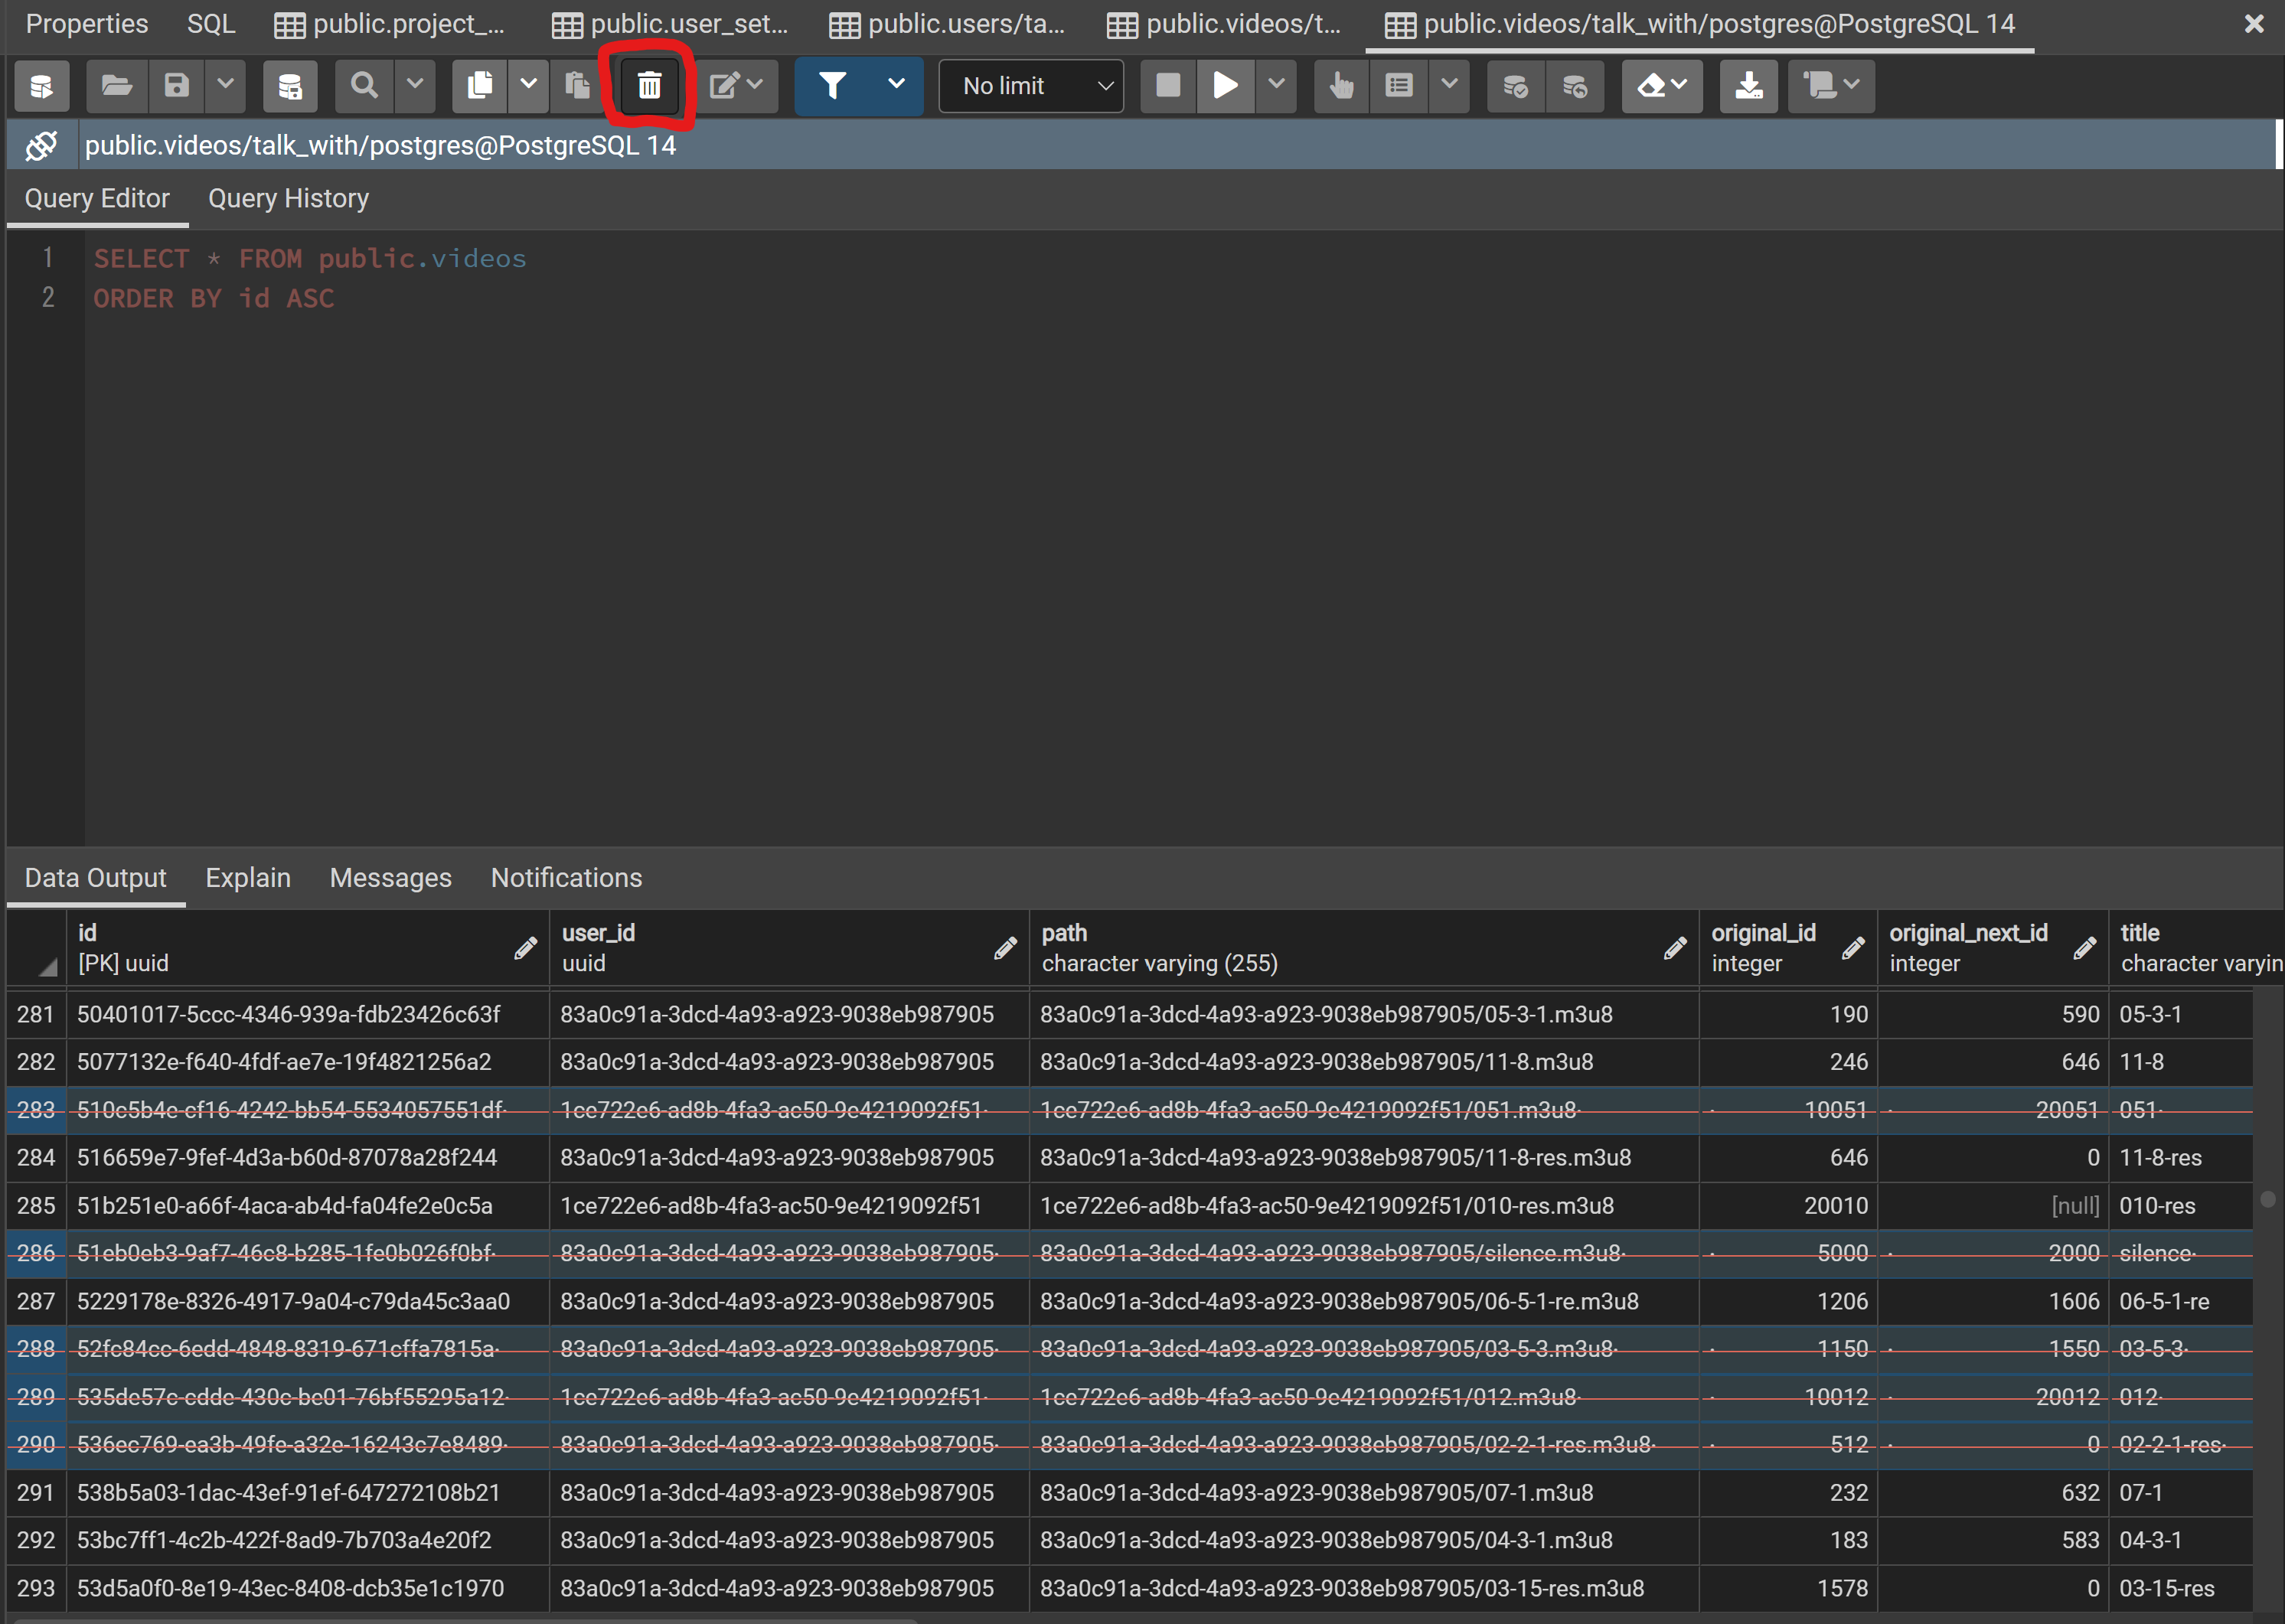 Properties SQL public.project_... public.user_set... public.users/ta... public.videos/t... public.videos/talk_with/postgres@PostgreSQL 14
No limit
public.videos/talk_with/postgres@PostgreSQL 14
Query Editor Query History
1 SELECT * FROM public.videos
2 ORDER BY id ASC
Data Output Explain Messages Notifications
id user_id path original_id original_next_id title
[PK] uuid uuid character varying (255) integer integer character varyin
281 50401017-5ccc-4346-939a-fdb23426c63f 83a0c91a-3dcd-4a93-a923-9038eb987905 83a0c91a-3dcd-4a93-a923-9038eb987905/05-3-1.m3u8 190 590 05-3-1
282 5077132e-f640-4fdf-ae7e-19f4821256a2 83a0c91a-3dcd-4a93-a923-9038eb987905 83a0c91a-3dcd-4a93-a923-9038eb987905/11-8.m3u8 246 646 11-8
283 510c5b4c-cf16-4242-bb54-5534057551df 1ce722e6-ad8b-4fa3-ac50-9e4219092f51 1ce722e6-ad8b-4fa3-ac50-9e4219092f51/051.m3u8 10051 20051 051
284 516659e7-9fef-4d3a-b60d-87078a28f244 83a0c91a-3dcd-4a93-a923-9038eb987905 83a0c91a-3dcd-4a93-a923-9038eb987905/11-8-res.m3u8 646 0 11-8-res
285 51b251e0-a66f-4aca-ab4d-fa04fe2e0c5a 1ce722e6-ad8b-4fa3-ac50-9e4219092f51 1ce722e6-ad8b-4fa3-ac50-9e4219092f51/010-res.m3u8 20010 [null] 010-res
286 51eb0eb3-9af7-46c8-b285-1fe0b026f0bf 83a0c91a-3dcd-4a93-a923-9038eb987905 83a0c91a-3dcd-4a93-a923-9038eb987905/silence.m3u8 5000 2000 silence
287 5229178e-8326-4917-9a04-c79da45c3aa0 83a0c91a-3dcd-4a93-a923-9038eb987905 83a0c91a-3dcd-4a93-a923-9038eb987905/06-5-1-re.m3u8 1206 1606 06-5-1-re
288 52fc84cc-6edd-4848-8319-671cffa7815a 83a0c91a-3dcd-4a93-a923-9038eb987905 83a0c91a-3dcd-4a93-a923-9038eb987905/03-5-3.m3u8 1150 1550 03-5-3
289 535de57c-cdde-430c-be01-76bf55295a12 1ce722e6-ad8b-4fa3-ac50-9e4219092f51 1ce722e6-ad8b-4fa3-ac50-9e4219092f51/012.m3u8 10012 20012 012
290 536ec769-ea3b-49fe-a32e-16243c7e8489 83a0c91a-3dcd-4a93-a923-9038eb987905 83a0c91a-3dcd-4a93-a923-9038eb987905/02-2-1-res.m3u8 512 0 02-2-1-res
291 538b5a03-1dac-43ef-91ef-647272108b21 83a0c91a-3dcd-4a93-a923-9038eb987905 83a0c91a-3dcd-4a93-a923-9038eb987905/07-1.m3u8 232 632 07-1
292 53bc7ff1-4c2b-422f-8ad9-7b703a4e20f2 83a0c91a-3dcd-4a93-a923-9038eb987905 83a0c91a-3dcd-4a93-a923-9038eb987905/04-3-1.m3u8 183 583 04-3-1
293 53d5a0f0-8e19-43ec-8408-dcb35e1c1970 83a0c91a-3dcd-4a93-a923-9038eb987905 83a0c91a-3dcd-4a93-a923-9038eb987905/03-15-res.m3u8 1578 0 03-15-res